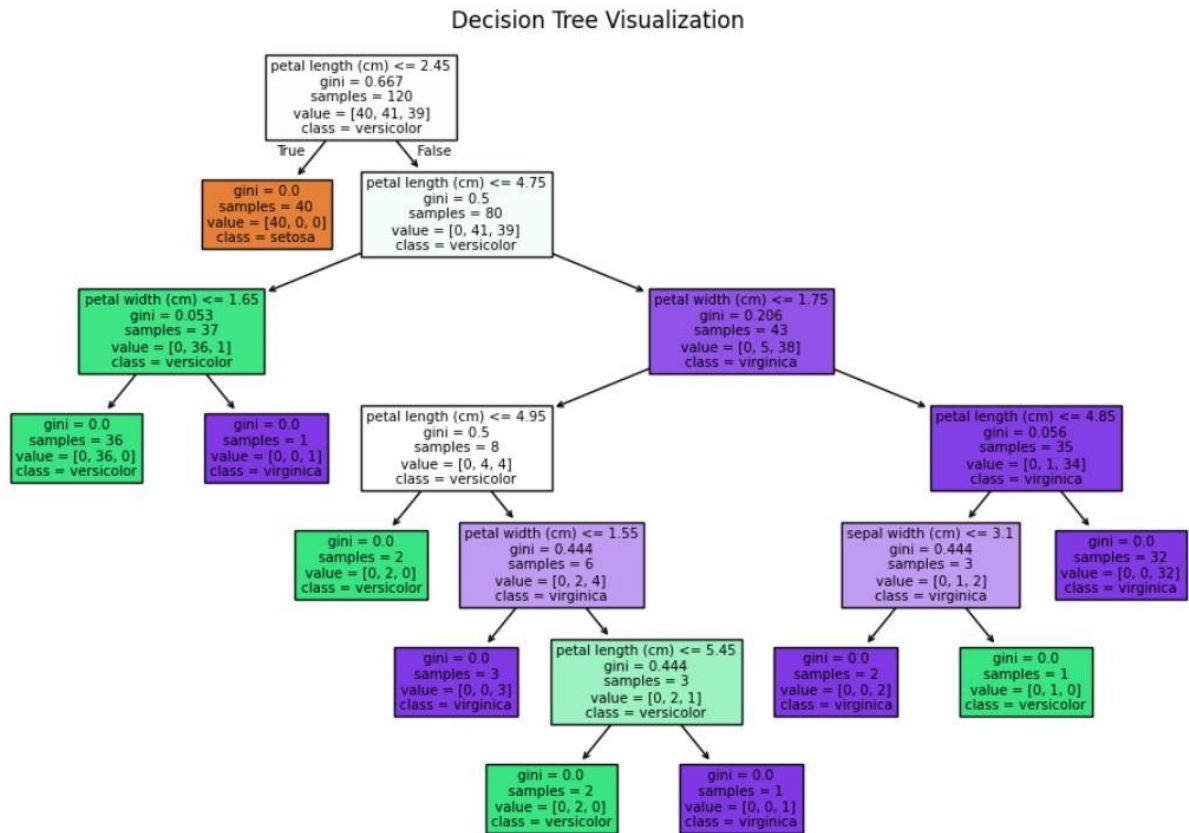 Decision Tree Visualization
petal length (cm) <= 2.45
gini = 0.667
samples = 120
value = [40, 41, 39]
class = versicolor
True
False
gini = 0.0
samples = 40
value = [40, 0, 0]
class = setosa
petal length (cm) <= 4.75
gini = 0.5
samples = 80
value = [0, 41, 39]
class = versicolor
petal width (cm) <= 1.65
gini = 0.053
samples = 37
value = [0, 36, 1]
class = versicolor
petal width (cm) <= 1.75
gini = 0.206
samples = 43
value = [0, 5, 38]
class = virginica
gini = 0.0
samples = 36
value = [0, 36, 0]
class = versicolor
gini = 0.0
samples = 1
value = [0, 0, 1]
class = virginica
petal length (cm) <= 4.95
gini = 0.5
samples = 8
value = [0, 4, 4]
class = versicolor
petal length (cm) <= 4.85
gini = 0.056
samples = 35
value = [0, 1, 34]
class = virginica
gini = 0.0
samples = 2
value = [0, 2, 0]
class = versicolor
petal width (cm) <= 1.55
gini = 0.444
samples = 6
value = [0, 2, 4]
class = virginica
sepal width (cm) <= 3.1
gini = 0.444
samples = 3
value = [0, 1, 2]
class = virginica
gini = 0.0
samples = 32
value = [0, 0, 32]
class = virginica
gini = 0.0
samples = 3
value = [0, 0, 3]
class = virginica
petal length (cm) <= 5.45
gini = 0.444
samples = 3
value = [0, 2, 1]
class = versicolor
gini = 0.0
samples = 2
value = [0, 0, 2]
class = virginica
gini = 0.0
samples = 1
value = [0, 1, 0]
class = versicolor
gini = 0.0
samples = 2
value = [0, 2, 0]
class = versicolor
gini = 0.0
samples = 1
value = [0, 0, 1]
class = virginica